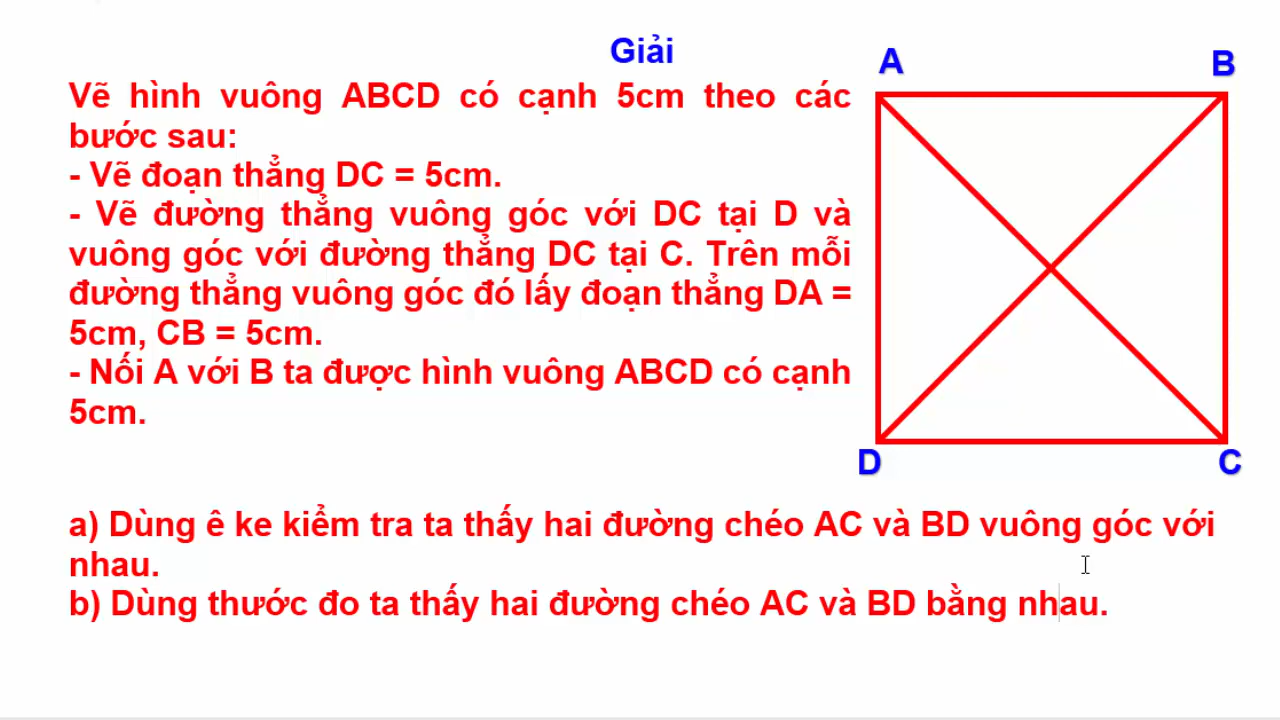 Giải
A
B
Vẽ hình vuông ABCD có cạnh 5cm theo các
bước sau:
- Vẽ đoạn thẳng DC = 5cm.
- Vẽ đường thẳng vuông góc với DC tại D và
vuông góc với đường thẳng DC tại C. Trên mỗi
đường thẳng vuông góc đó lấy đoạn thẳng DA =
5cm, CB = 5cm.
- Nối A với B ta được hình vuông ABCD có cạnh
5cm.
D
C
a) Dùng ê ke kiểm tra ta thấy hai đường chéo AC và BD vuông góc với
nhau.
b) Dùng thước đo ta thấy hai đường chéo AC và BD bằng nhau.